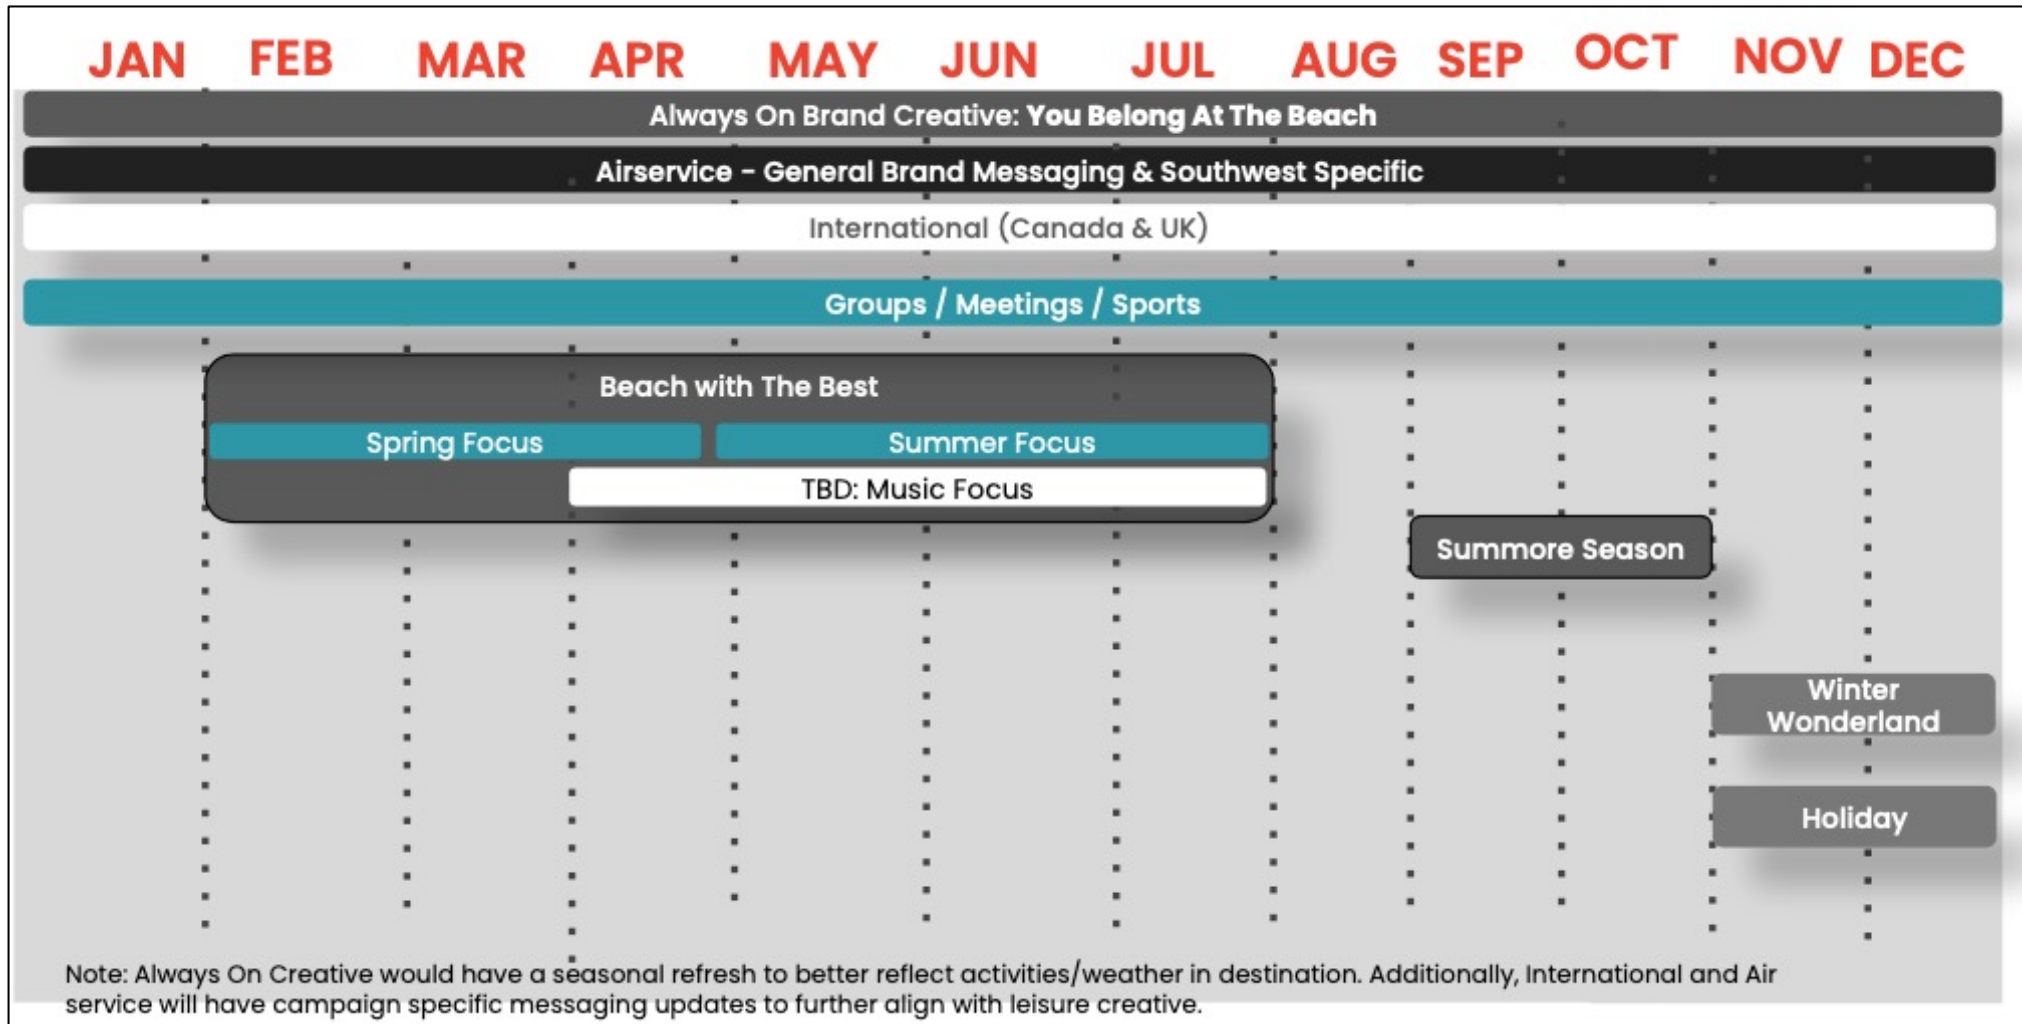 JAN FEB MAR APR MAY JUN JUL AUG SEP OCT NOV DEC
Always On Brand Creative: You Belong At The Beach
Airservice - General Brand Messaging & Southwest Specific
International (Canada & UK)
Groups / Meetings / Sports
Beach with The Best
Spring Focus
Summer Focus
TBD: Music Focus
Summore Season
Winter
Wonderland
Holiday
Note: Always On Creative would have a seasonal refresh to better reflect activities/weather in destination. Additionally, International and Air
service will have campaign specific messaging updates to further align with leisure creative.